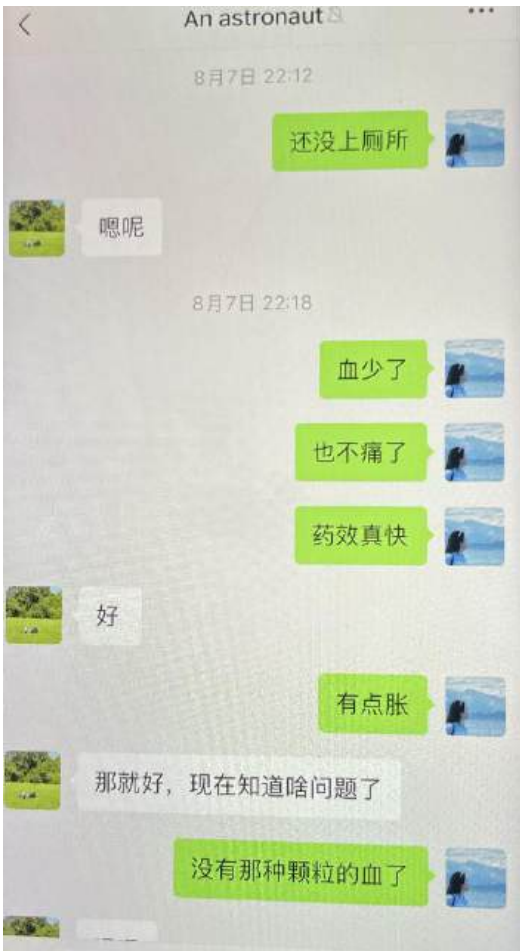 An astronaut
8月7日 22:12
还没上厕所
嗯呢
8月7日 22:18
血少了
也不痛了
药效真快
好
有点胀
那就好，现在知道啥问题了
没有那种颗粒的血了